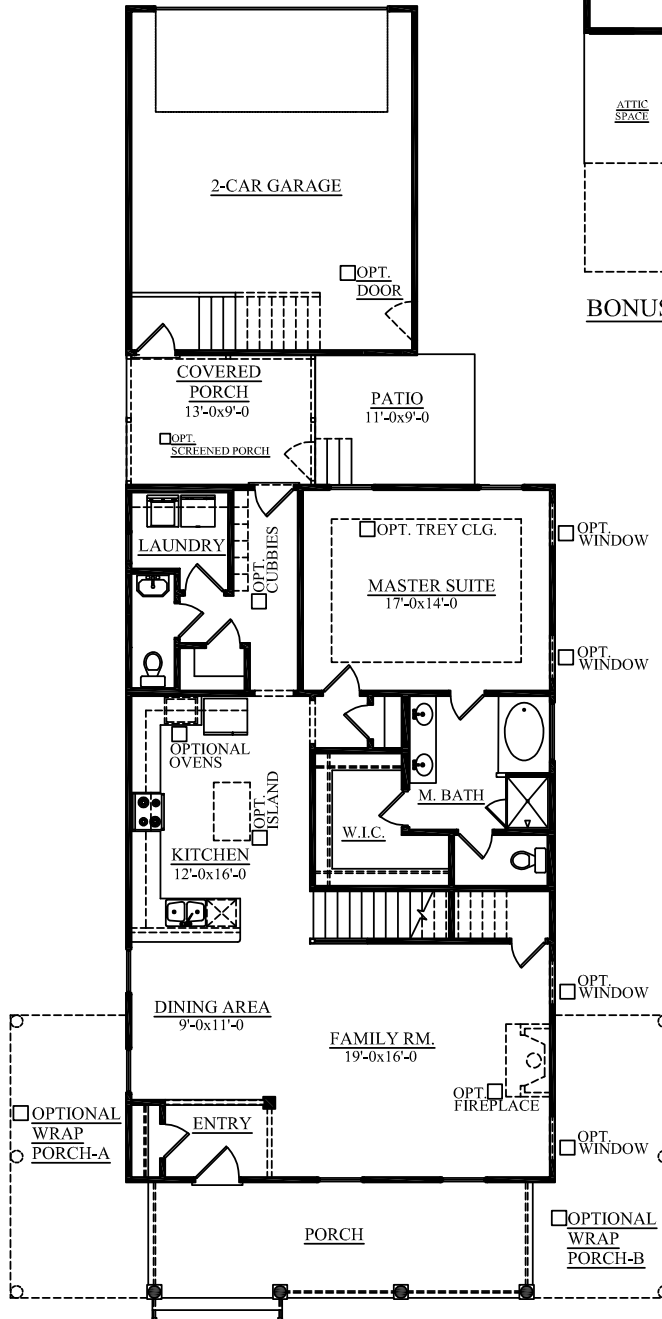 2-CAR GARAGE
OPT.
DOOR
ATTIC
SPACE
BONUS
COVERED
PORCH
13'-0x9'-0
OPT.
SCREENED PORCH
PATIO
11'-0x9'-0
LAUNDRY
OPT.
CUBBIES
OPT. TREY CLG.
MASTER SUITE
17'-0x14'-0
OPT.
WINDOW
OPT.
WINDOW
OPTIONAL
OVENS
OPT.
ISLAND
KITCHEN
12'-0x16'-0
M. BATH
W.I.C.
DINING AREA
9'-0x11'-0
FAMILY RM.
19'-0x16'-0
OPT.
WINDOW
OPT.
FIREPLACE
OPTIONAL
WRAP
PORCH-A
ENTRY
OPT.
WINDOW
PORCH
OPTIONAL
WRAP
PORCH-B